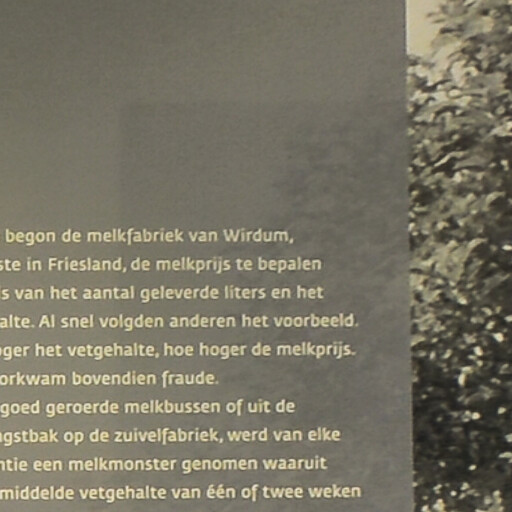 begon de melkfabriek van Wirdum,
ste in Friesland, de melkprijs te bepalen
s van het aantal geleverde liters en het
alte. Al snel volgden anderen het voorbeeld.
ger het vetgehalte, hoe hoger de melkprijs.
orkwam bovendien fraude.
goed geroerde melkbussen of uit de
gstbak op de zuivelfabriek, werd van elke
ntie een melkmonster genomen waaruit
middelde vetgehalte van één of twee weken